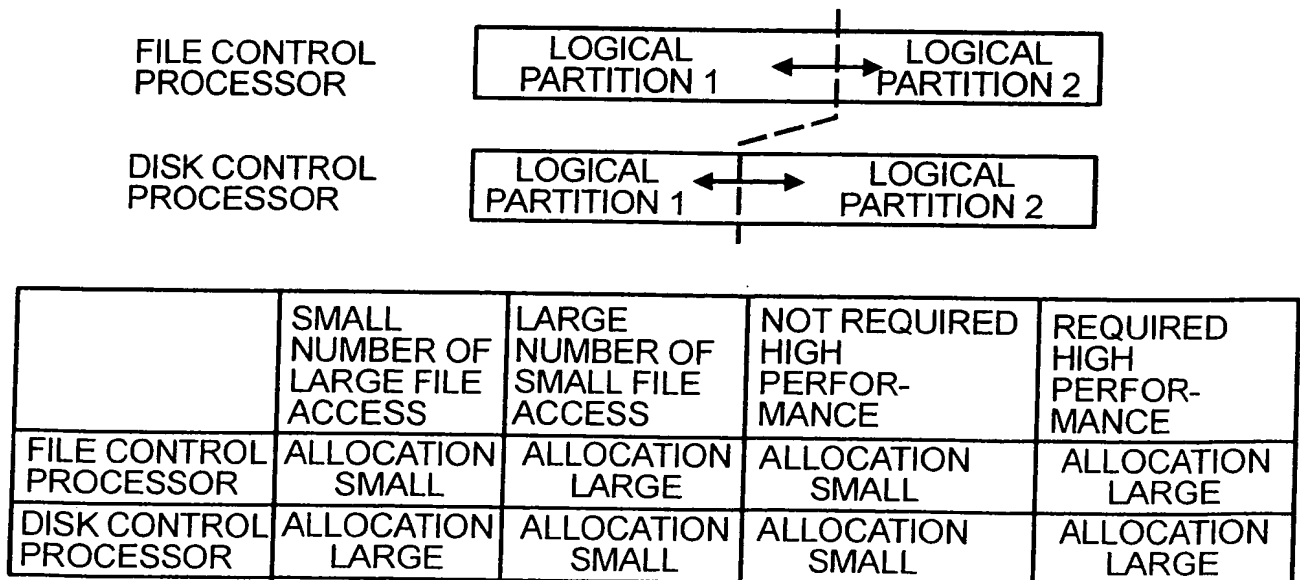 FILE CONTROL
PROCESSOR
LOGICAL
PARTITION 1
LOGICAL
PARTITION 2
DISK CONTROL
PROCESSOR
LOGICAL
PARTITION 1
LOGICAL
PARTITION 2
SMALL
NUMBER OF
LARGE FILE
ACCESS
LARGE
NUMBER OF
SMALL FILE
ACCESS
NOT REQUIRED
HIGH
PERFOR-
MANCE
REQUIRED
HIGH
PERFOR-
MANCE
FILE CONTROL
PROCESSOR
ALLOCATION
SMALL
ALLOCATION
LARGE
ALLOCATION
SMALL
ALLOCATION
LARGE
DISK CONTROL
PROCESSOR
ALLOCATION
LARGE
ALLOCATION
SMALL
ALLOCATION
SMALL
ALLOCATION
LARGE